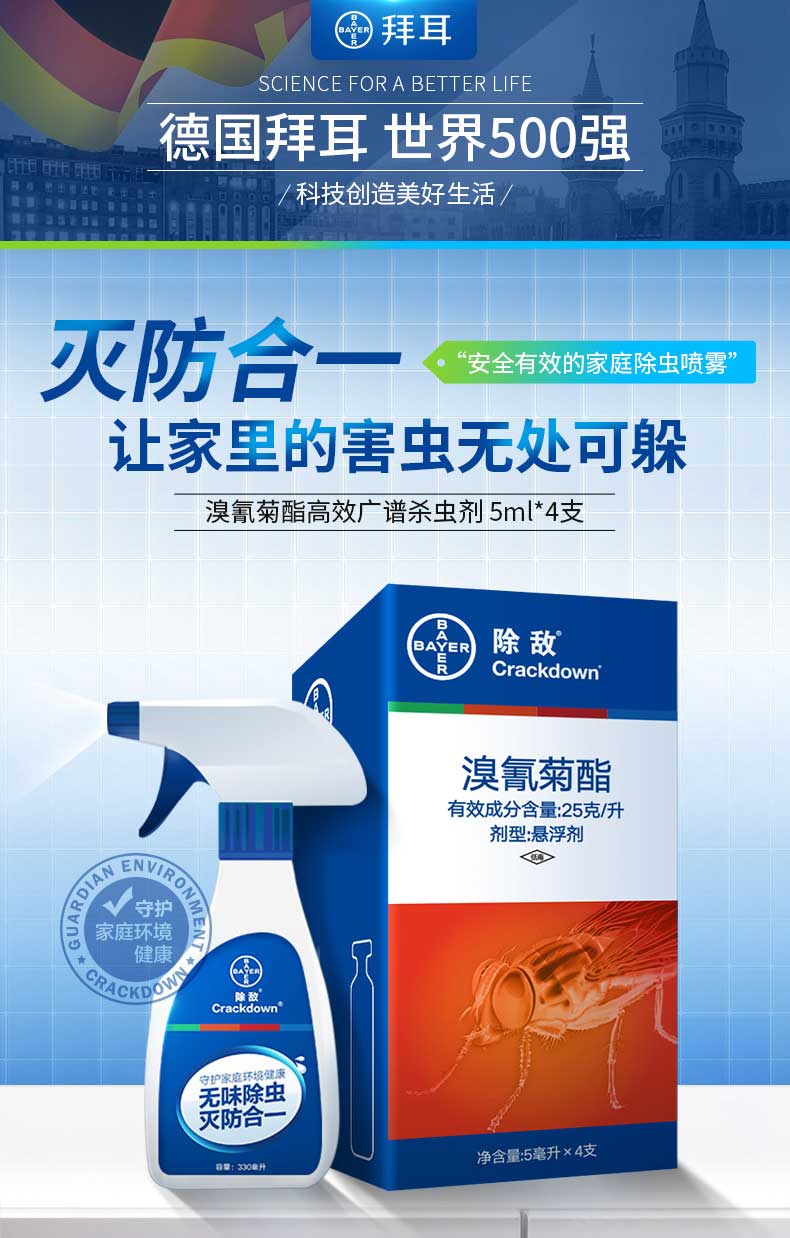 BAYER
BAYER
拜耳
SCIENCE FOR A BETTER LIFE
德国拜耳 世界500强
/ 科技创造美好生活 /
灭防合一
“安全有效的家庭除虫喷雾”
让家里的害虫无处可躲
溴氰菊酯高效广谱杀虫剂 5ml*4支
BAYER
BAYER
除敌®
Crackdown®
溴氰菊酯
有效成分含量:25克/升
剂型:悬浮剂
低毒
净含量:5毫升×4支
GUARDIAN ENVIRONMENT
守护
家庭环境
健康
CRACKDOWN
BAYER
BAYER
除敌®
Crackdown®
守护家庭环境健康
无味除虫
灭防合一
容量：330毫升